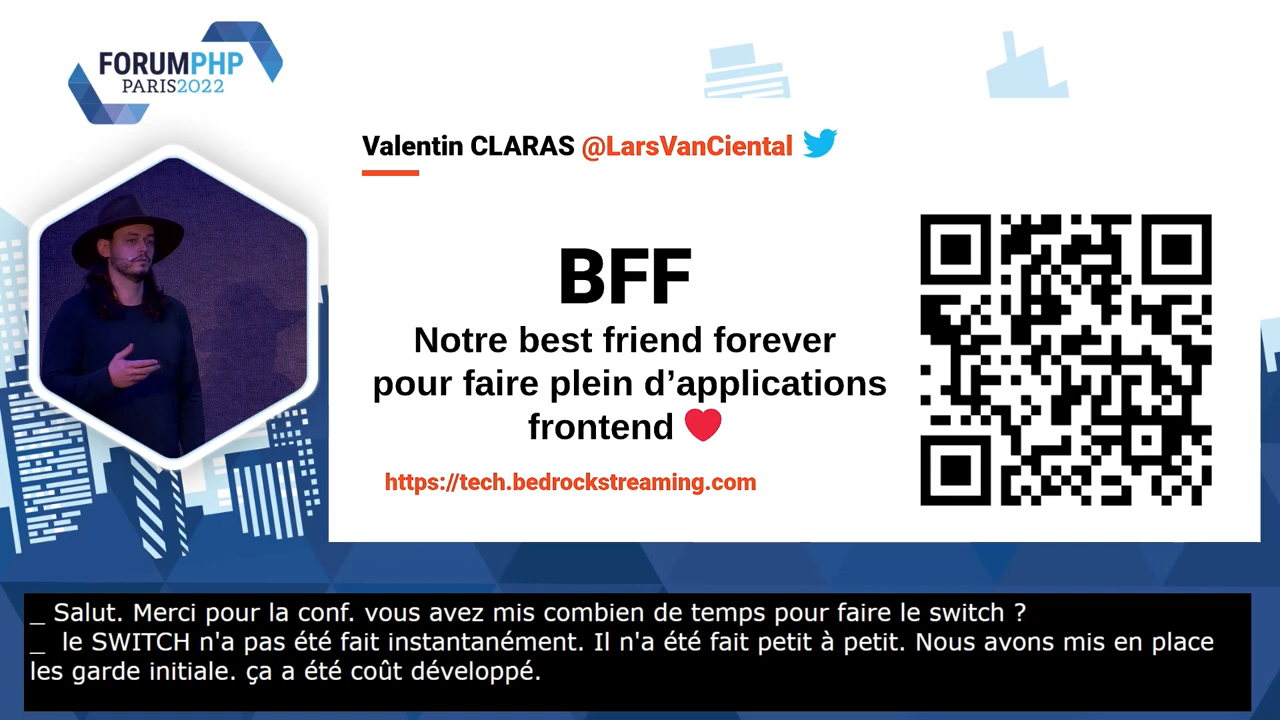 FORUMPHP
PARIS2022
Valentin CLARAS @LarsVanCiental
BFF
Notre best friend forever
pour faire plein d’applications
frontend ❤
https://tech.bedrockstreaming.com
_ Salut. Merci pour la conf. vous avez mis combien de temps pour faire le switch ?
_  le SWITCH n'a pas été fait instantanément. Il n'a été fait petit à petit. Nous avons mis en place
les garde initiale. ça a été coût développé.